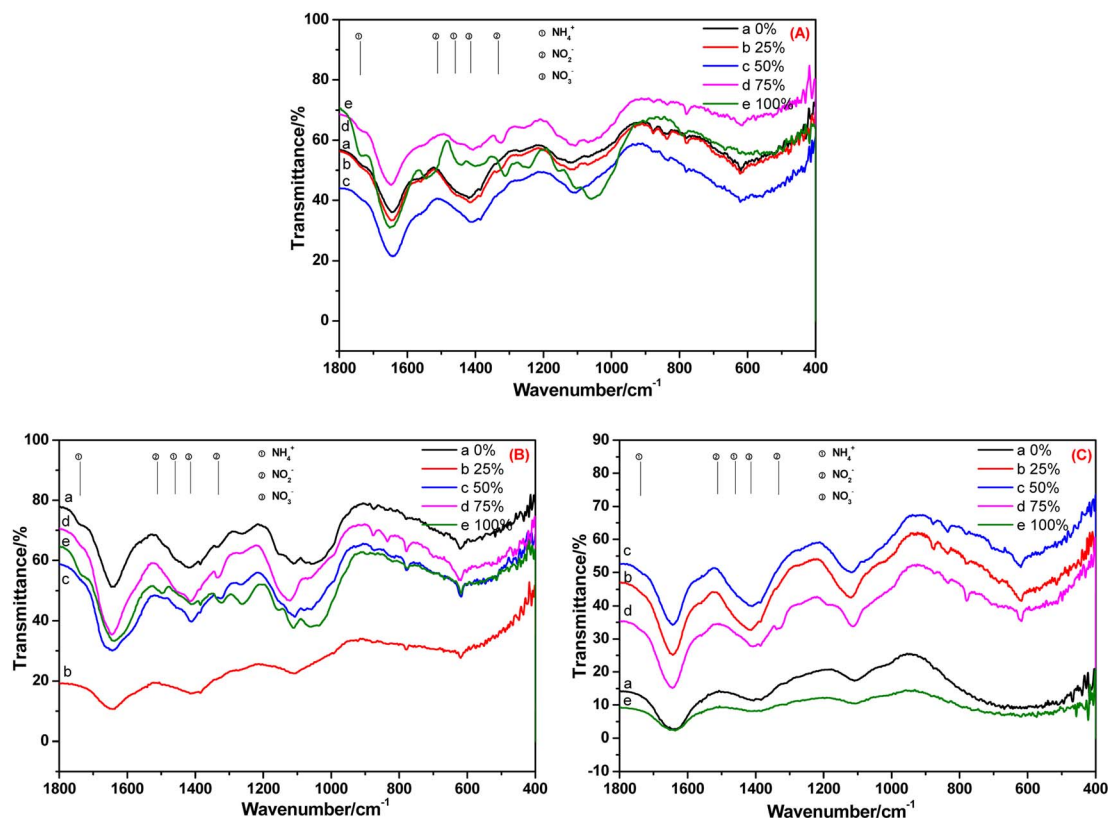 (A)
① ② ① ③ ②
① NH₄⁺
② NO₂⁻
③ NO₃⁻
a 0%
b 25%
c 50%
d 75%
e 100%
e
d
a
b
c
100
80
60
40
20
0
Transmittance/%
1800 1600 1400 1200 1000 800 600 400
Wavenumber/cm⁻¹
(B)
① ② ① ③ ②
① NH₄⁺
② NO₂⁻
③ NO₃⁻
a 0%
b 25%
c 50%
d 75%
e 100%
a
d
e
c
b
100
80
60
40
20
0
Transmittance/%
1800 1600 1400 1200 1000 800 600 400
Wavenumber/cm⁻¹
(C)
① ② ① ③ ②
① NH₄⁺
② NO₂⁻
③ NO₃⁻
a 0%
b 25%
c 50%
d 75%
e 100%
c
b
d
a
e
90
80
70
60
50
40
30
20
10
0
-10
Transmittance/%
1800 1600 1400 1200 1000 800 600 400
Wavenumber/cm⁻¹